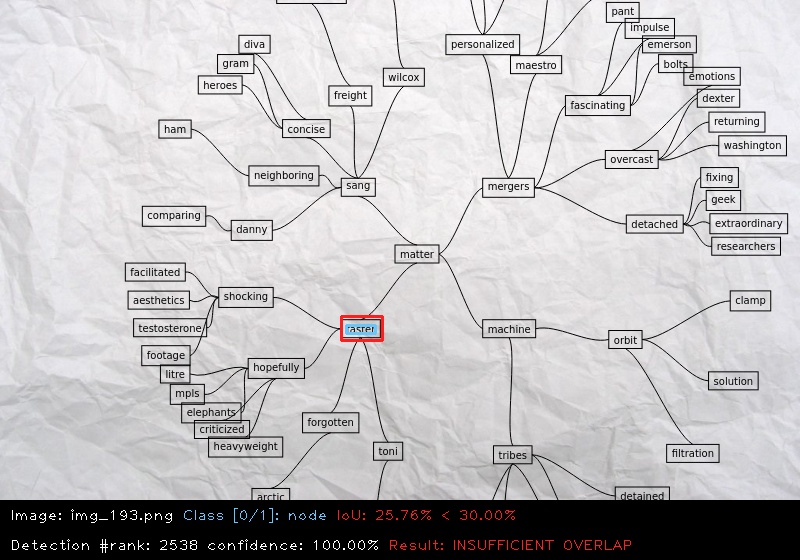 pant
impulse
diva
emerson
personalized
gram
bolts
maestro
emotions
wilcox
heroes
freight
dexter
fascinating
returning
ham
concise
washington
overcast
neighboring
fixing
sang
mergers
geek
comparing
danny
detached
extraordinary
researchers
matter
facilitated
shocking
aesthetics
clamp
testosterone
raster
machine
orbit
footage
hopefully
litre
solution
mpls
elephants
forgotten
criticized
heavyweight
toni
tribes
filtration
arctic
detained
Image: img_193.png Class [0/1]: node IoU: 25.76% < 30.00%
Detection #rank: 2538 confidence: 100.00% Result: INSUFFICIENT OVERLAP